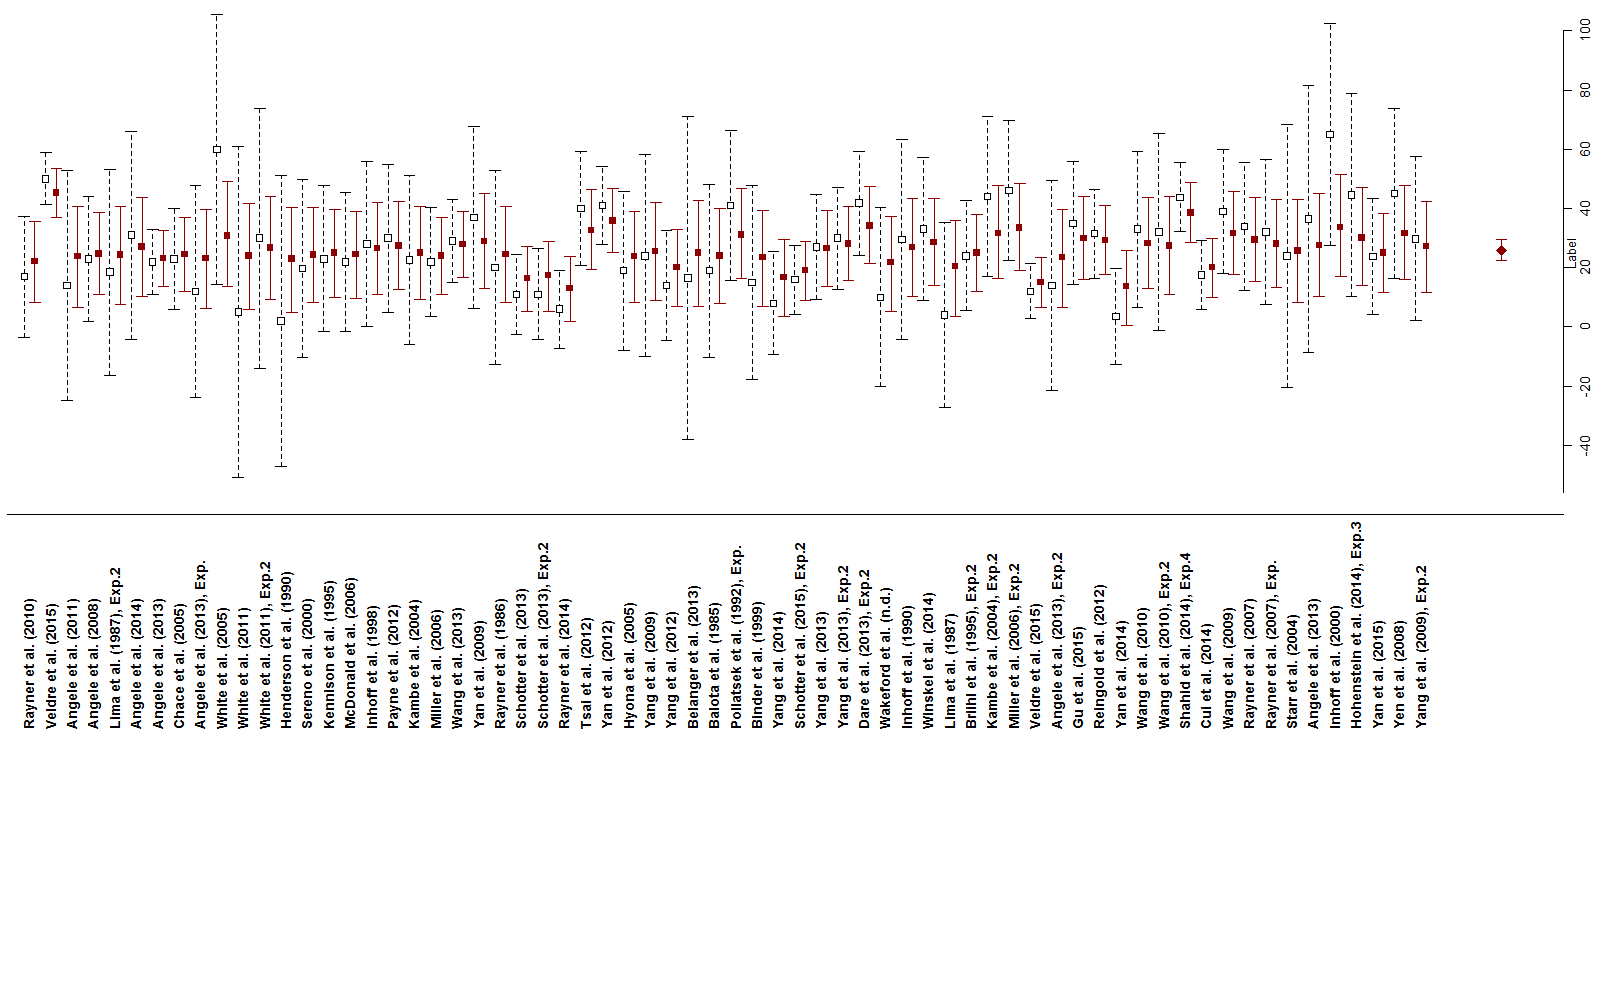 100
80
60
40
20
0
-20
-40
Label
Rayner et al. (2010)
Veldre et al. (2015)
Angele et al. (2011)
Angele et al. (2008)
Lima et al. (1987), Exp.2
Angele et al. (2014)
Angele et al. (2013)
Chace et al. (2005)
Angele et al. (2013), Exp.
White et al. (2005)
White et al. (2011)
White et al. (2011), Exp.2
Henderson et al. (1990)
Sereno et al. (2000)
Kennison et al. (1995)
McDonald et al. (2006)
Inhoff et al. (1998)
Payne et al. (2012)
Kambe et al. (2004)
Miller et al. (2006)
Wang et al. (2013)
Yan et al. (2009)
Rayner et al. (1986)
Schotter et al. (2013)
Schotter et al. (2013), Exp.2
Rayner et al. (2014)
Tsai et al. (2012)
Yan et al. (2012)
Hyona et al. (2005)
Yang et al. (2009)
Yang et al. (2012)
Belanger et al. (2013)
Balota et al. (1985)
Pollatsek et al. (1992), Exp.
Binder et al. (1999)
Yang et al. (2014)
Schotter et al. (2015), Exp.2
Yang et al. (2013)
Yang et al. (2013), Exp.2
Dare et al. (2013), Exp.2
Wakeford et al. (n.d.)
Inhoff et al. (1990)
Winskel et al. (2014)
Lima et al. (1987)
Brihl et al. (1995), Exp.2
Kambe et al. (2004), Exp.2
Miller et al. (2006), Exp.2
Veldre et al. (2015)
Angele et al. (2013), Exp.2
Gu et al. (2015)
Reingold et al. (2012)
Yan et al. (2014)
Wang et al. (2010)
Wang et al. (2010), Exp.2
Shahid et al. (2014), Exp.4
Cui et al. (2014)
Wang et al. (2009)
Rayner et al. (2007)
Rayner et al. (2007), Exp.
Starr et al. (2004)
Angele et al. (2013)
Inhoff et al. (2000)
Hohenstein et al. (2014), Exp.3
Yan et al. (2015)
Yen et al. (2008)
Yang et al. (2009), Exp.2